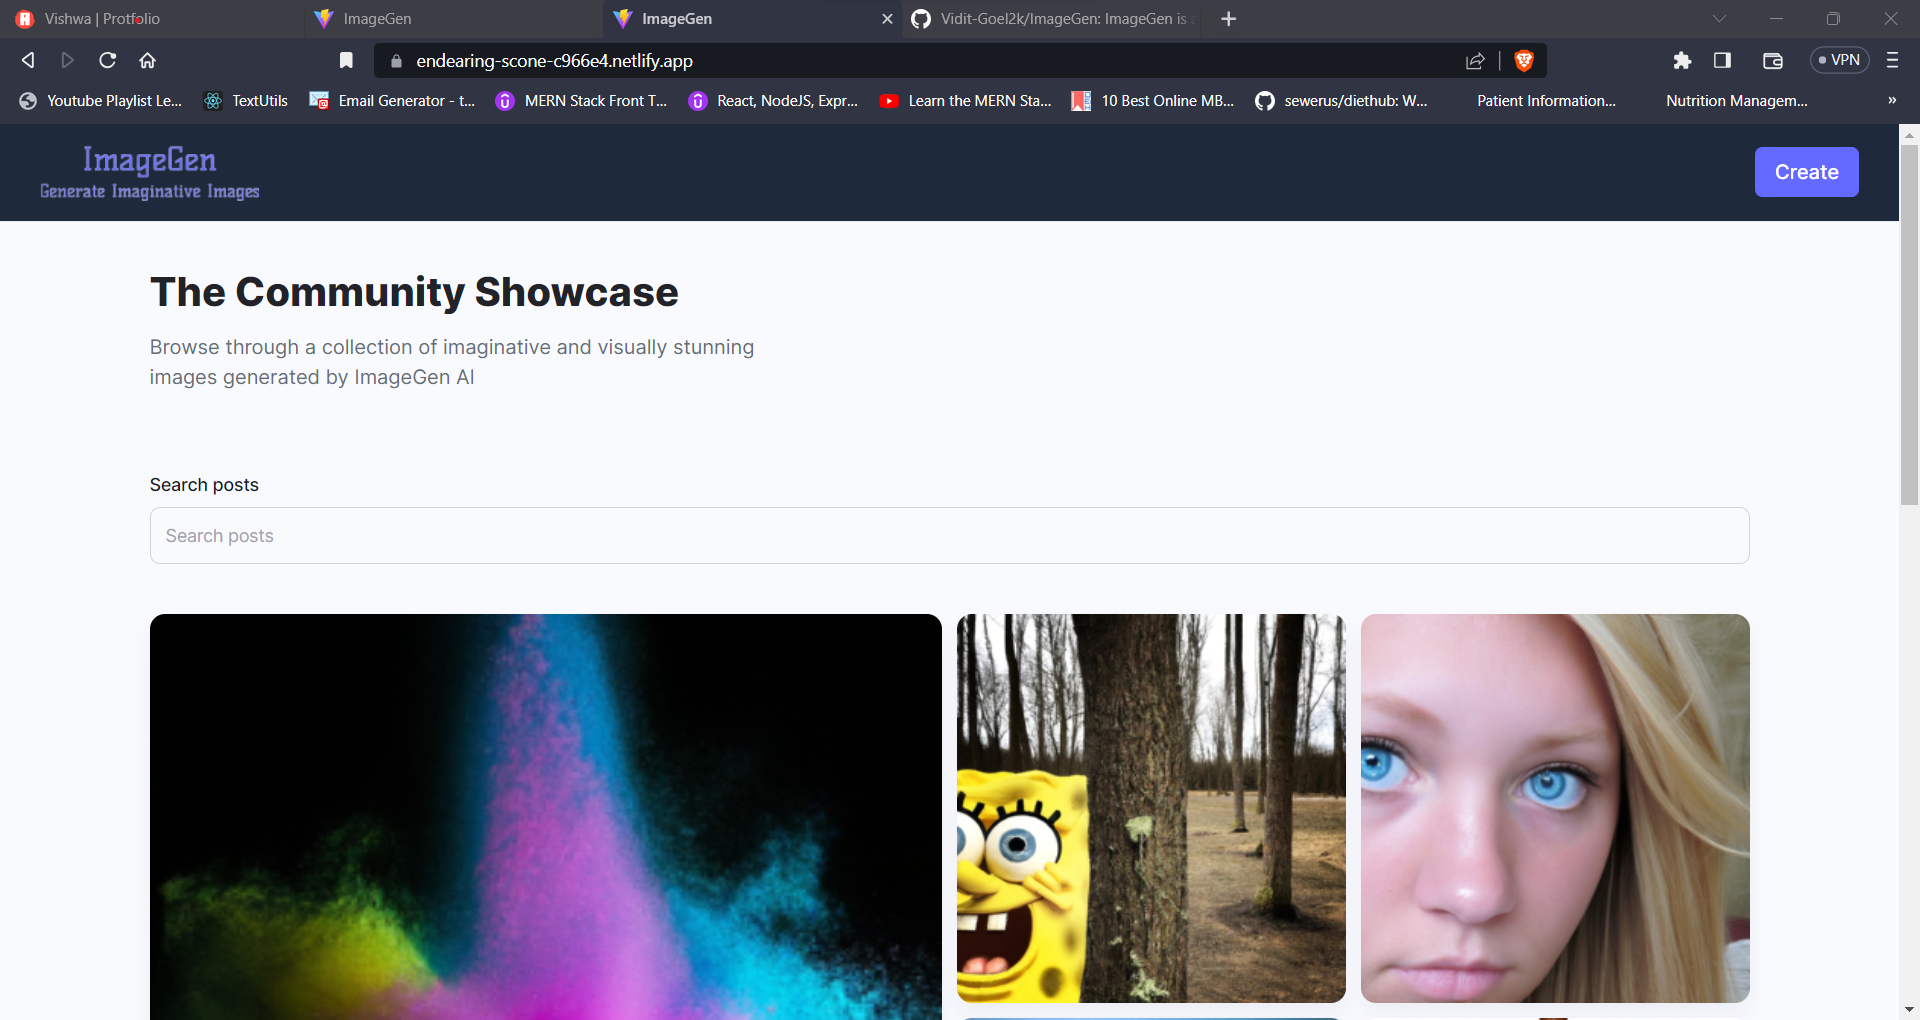 Vishwa | Protfolio
ImageGen
ImageGen
Vidit-Goel2k/ImageGen: ImageGen is
endearing-scone-c966e4.netlify.app
VPN
Youtube Playlist Le...
TextUtils
Email Generator - t...
MERN Stack Front T...
React, NodeJS, Expr...
Learn the MERN Sta...
10 Best Online MB...
sewerus/diethub: W...
Patient Information...
Nutrition Managem...
»
ImageGen
Generate Imaginative Images
Create
The Community Showcase
Browse through a collection of imaginative and visually stunning
images generated by ImageGen AI
Search posts
Search posts